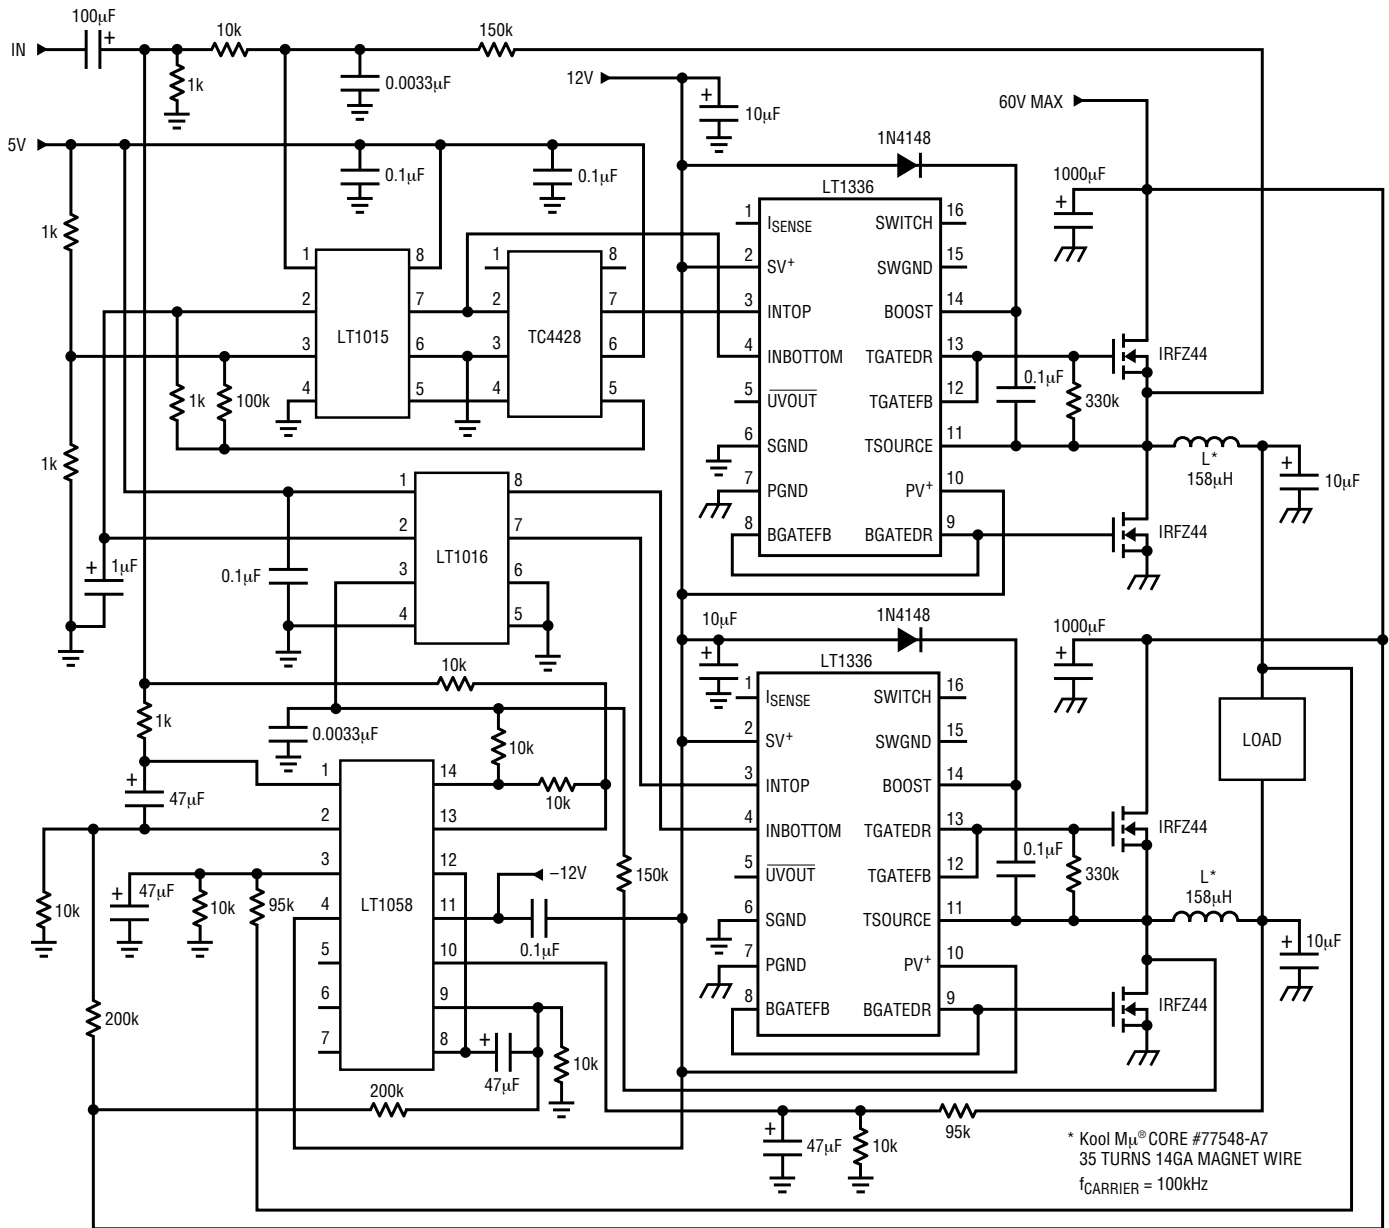 100µF
IN
+
10k
150k
1k
0.0033µF
12V
+
10µF
60V MAX
5V
0.1µF
0.1µF
1N4148
1000µF
+
1k
LT1336
1
ISENSE
SWITCH
16
2
SV+
SWGND
15
3
INTOP
BOOST
14
4
INBOTTOM
TGATEDR
13
5
UVOUT
TGATEFB
12
6
SGND
TSOURCE
11
7
PGND
PV+
10
8
BGATEFB
BGATEDR
9
1
8
2
7
3
6
4
5
LT1015
1
8
2
7
3
6
4
5
TC4428
1k
100k
1k
0.1µF
330k
IRFZ44
L*
158µH
+
10µF
IRFZ44
1
8
2
7
3
6
4
5
LT1016
+
1µF
0.1µF
10µF
+
1N4148
1000µF
+
10k
1k
0.0033µF
10k
10k
LT1336
1
ISENSE
SWITCH
16
2
SV+
SWGND
15
3
INTOP
BOOST
14
4
INBOTTOM
TGATEDR
13
5
UVOUT
TGATEFB
12
6
SGND
TSOURCE
11
7
PGND
PV+
10
8
BGATEFB
BGATEDR
9
LOAD
+
47µF
1
14
2
13
3
12
4
11
5
10
6
9
7
8
LT1058
10k
+
47µF
10k
95k
–12V
0.1µF
150k
0.1µF
330k
IRFZ44
L*
158µH
+
10µF
IRFZ44
200k
+
47µF
10k
200k
+
47µF
10k
95k
* Kool Mµ® CORE #77548-A7
35 TURNS 14GA MAGNET WIRE
fCARRIER = 100kHz